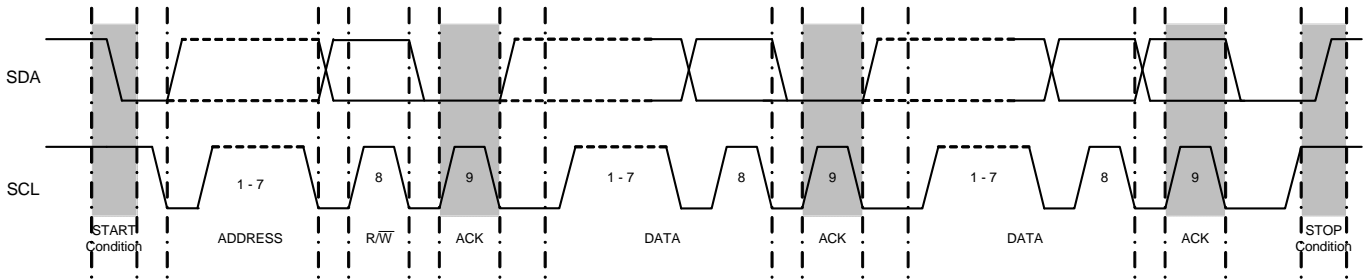 SDA
SCL
1 - 7
8
9
1 - 7
8
9
1 - 7
8
9
START
Condition
ADDRESS
R/W̅
ACK
DATA
ACK
DATA
ACK
STOP
Condition